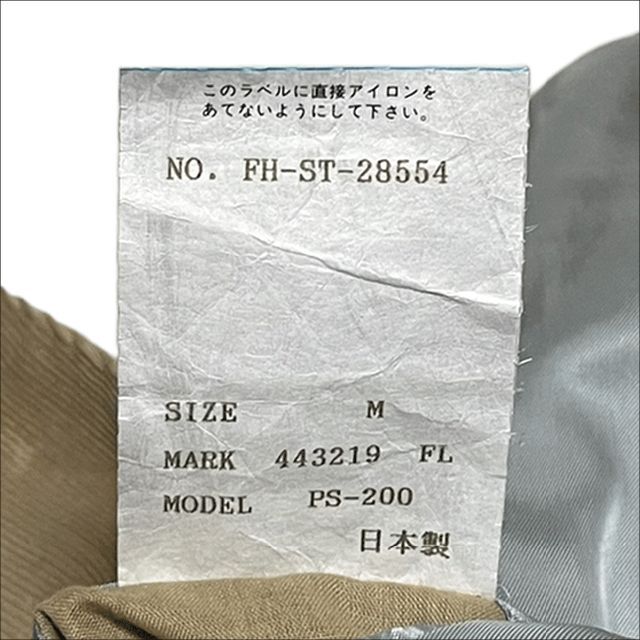 このラベルに直接アイロンを
あてないようにして下さい。
NO. FH-ST-28554
SIZE M
MARK 443219 FL
MODEL PS-200
日本製